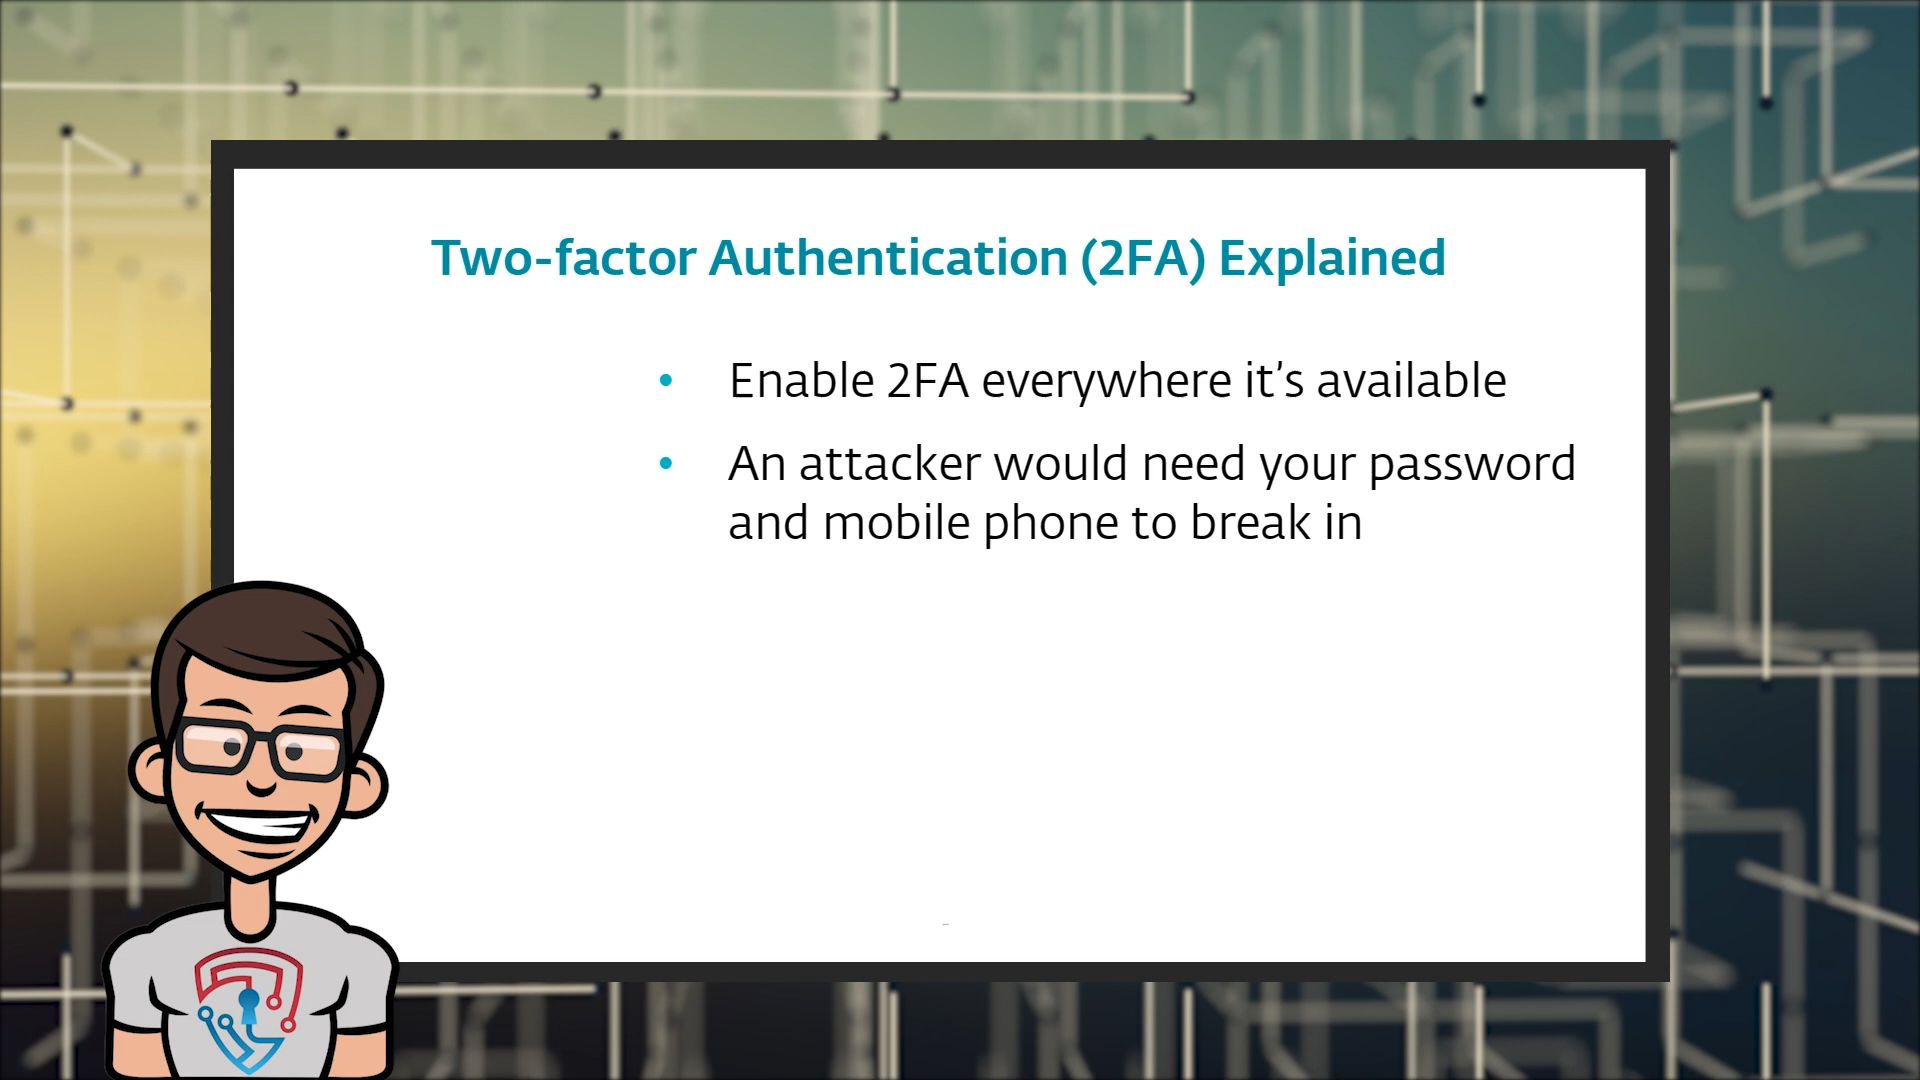 Two-factor Authentication (2FA) Explained
• Enable 2FA everywhere it’s available
• An attacker would need your password
and mobile phone to break in